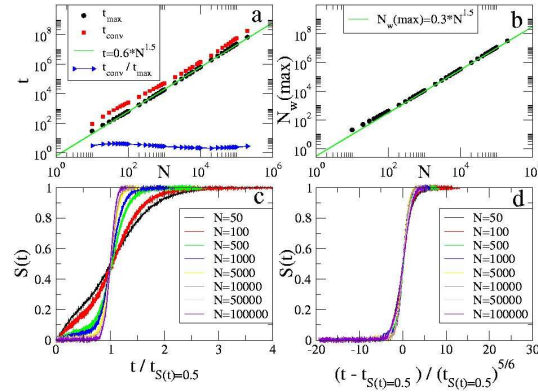 a
t_max
t_conv
t=0.6*N^1.5
t_conv / t_max
10^8
10^6
10^4
10^2
10^0
t
10^0 10^2 10^4 10^6
N
b
N_w(max)=0.3*N^1.5
10^8
10^6
10^4
10^2
10^0
N_w(max)
10^0 10^2 10^4 10^6
N
c
N=50
N=100
N=500
N=1000
N=5000
N=10000
N=50000
N=100000
1
0.8
0.6
0.4
0.2
0
S(t)
0 1 2 3 4
t / t_S(t)=0.5
d
N=50
N=100
N=500
N=1000
N=5000
N=10000
N=50000
N=100000
1
0.8
0.6
0.4
0.2
0
S(t)
-20 -10 0 10 20 30
(t - t_S(t)=0.5) / (t_S(t)=0.5)^5/6